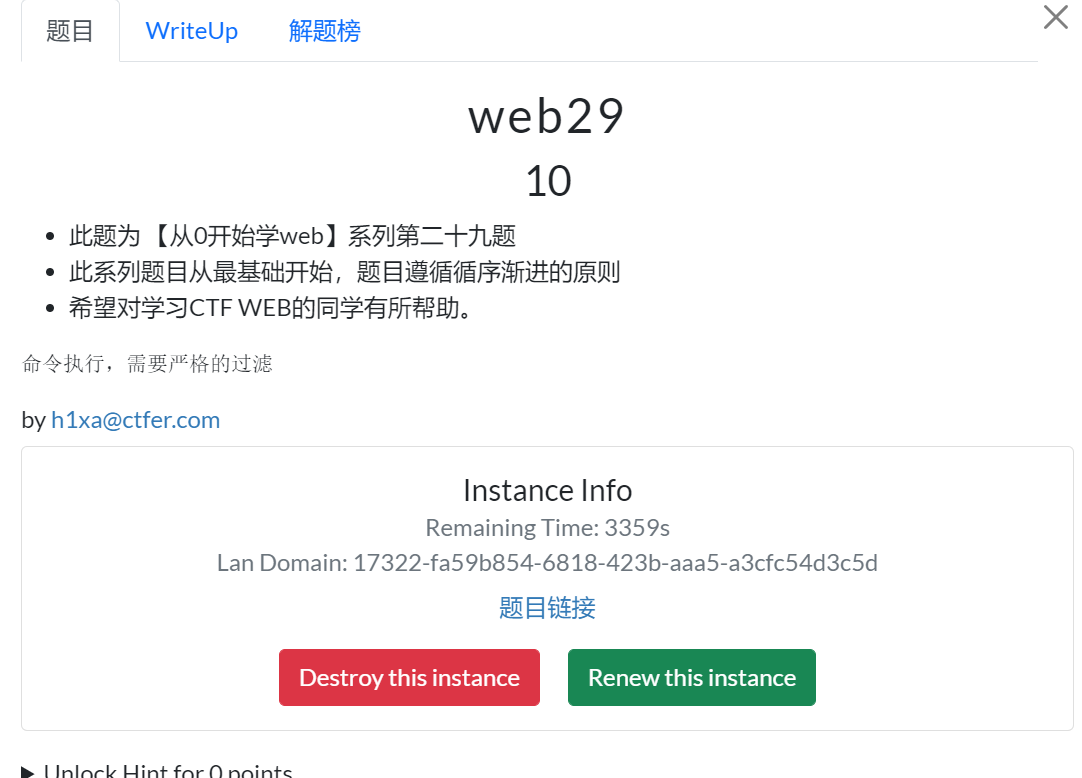 题目 WriteUp 解题榜
web29
10
此题为 【从0开始学web】系列第二十九题
此系列题目从最基础开始，题目遵循循序渐进的原则
希望对学习CTF WEB的同学有所帮助。
命令执行，需要严格的过滤
by h1xa@ctfer.com
Instance Info
Remaining Time: 3359s
Lan Domain: 17322-fa59b854-6818-423b-aaa5-a3cfc54d3c5d
题目链接
Destroy this instance Renew this instance
Unlock Hint for 0 points